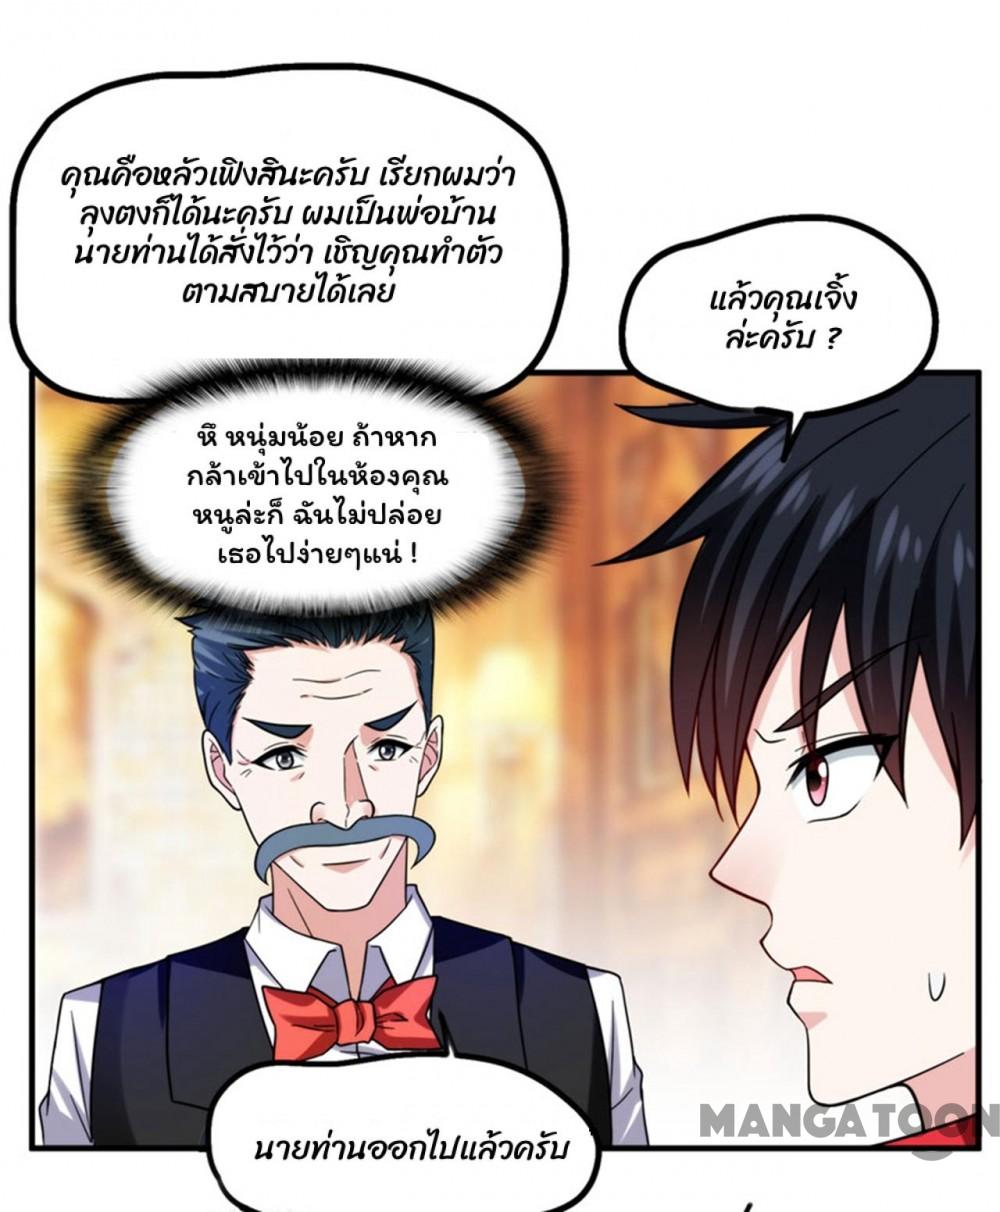 คุณคือหลัวเฟิงสินะครับ เรียกผมว่า
ลุงตงก็ได้นะครับ ผมเป็นพ่อบ้าน
นายท่านได้สั่งไว้ว่า เชิญคุณทำตัว
ตามสบายได้เลย
แล้วคุณเจิ้ง
ล่ะครับ ?
หึ หนุ่มน้อย ถ้าหาก
กล้าเข้าไปในห้องคุณ
หนูล่ะก็ ฉันไม่ปล่อย
เธอไปง่ายๆแน่ !
นายท่านออกไปแล้วครับ
MANGATOON